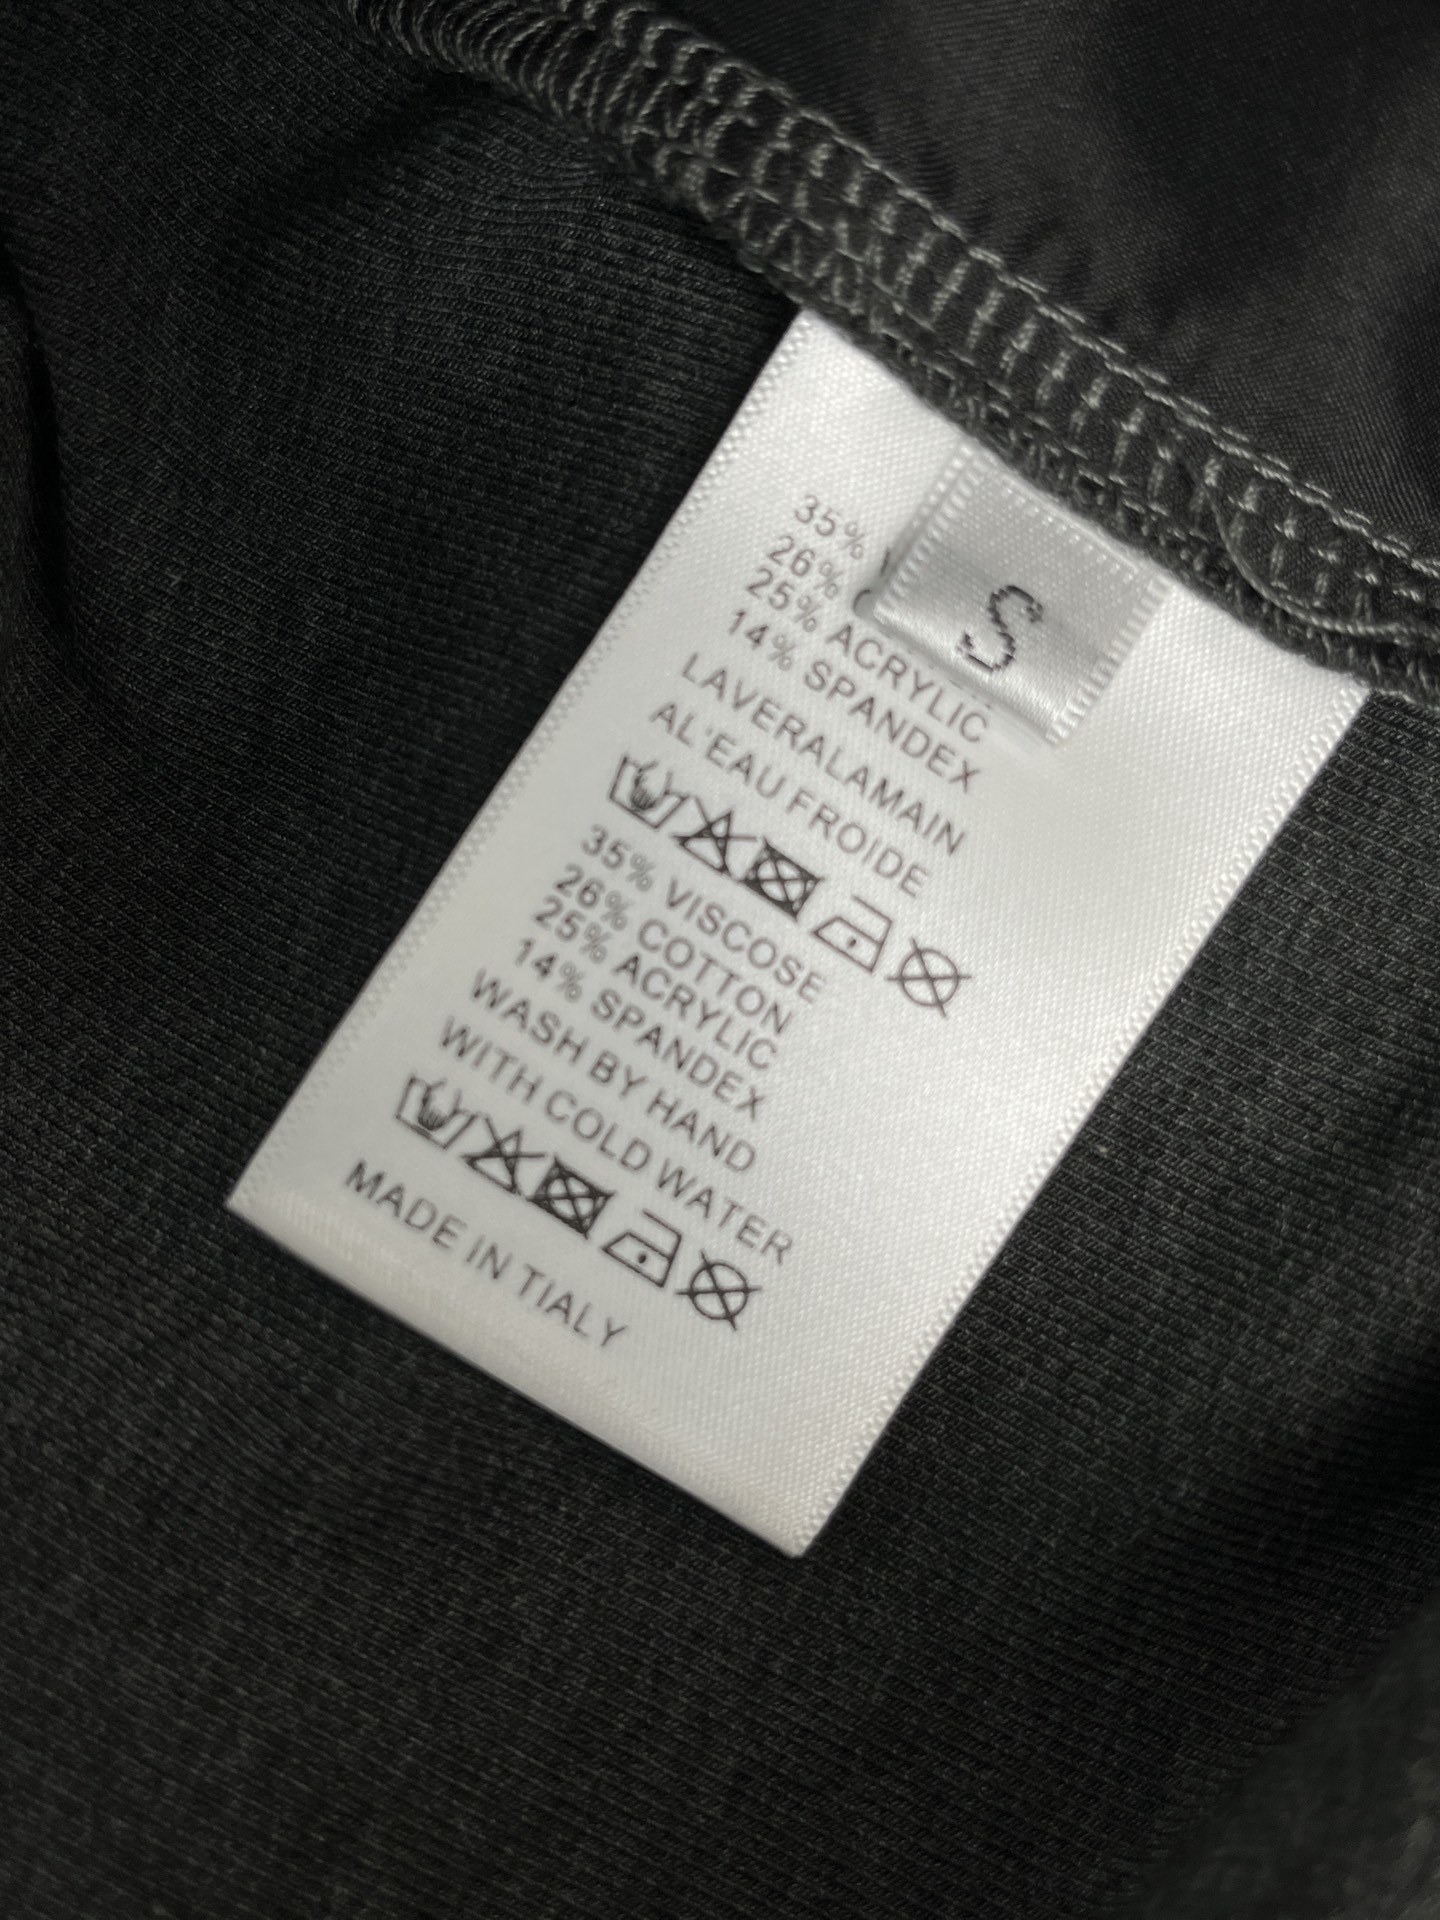 S
35%
26%
25% ACRYLIC
14% SPANDEX
LAVERALAMAIN
AL'EAU FROIDE
35% VISCOSE
26% COTTON
25% ACRYLIC
14% SPANDEX
WASH BY HAND
WITH COLD WATER
MADE IN TIALY